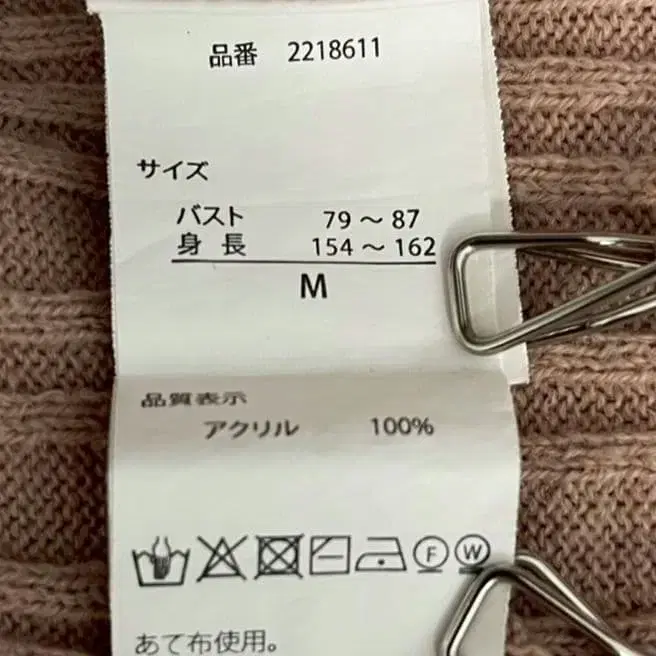 品番 2218611
サイズ
バスト 79～87
身長 154～162
M
品質表示
アクリル 100%
F W
あて布使用。